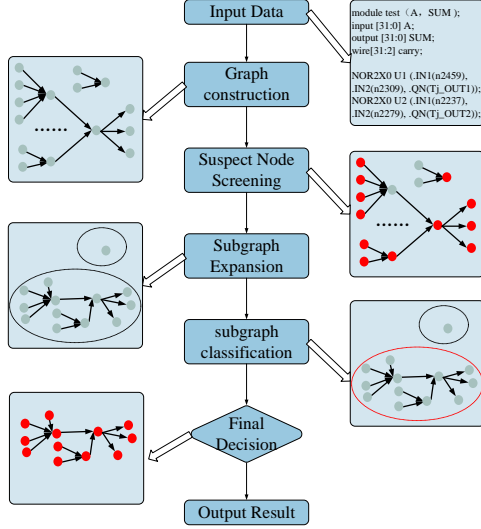 Input Data
module test（A，SUM );
input [31:0] A;
output [31:0] SUM;
wire[31:2] carry;
NOR2X0 U1 (.IN1(n2459),
.IN2(n2309), .QN(Tj_OUT1));
NOR2X0 U2 (.IN1(n2237),
.IN2(n2279), .QN(Tj_OUT2));
Graph
construction
......
Suspect Node
Screening
......
Subgraph
Expansion
subgraph
classification
Final
Decision
Output Result